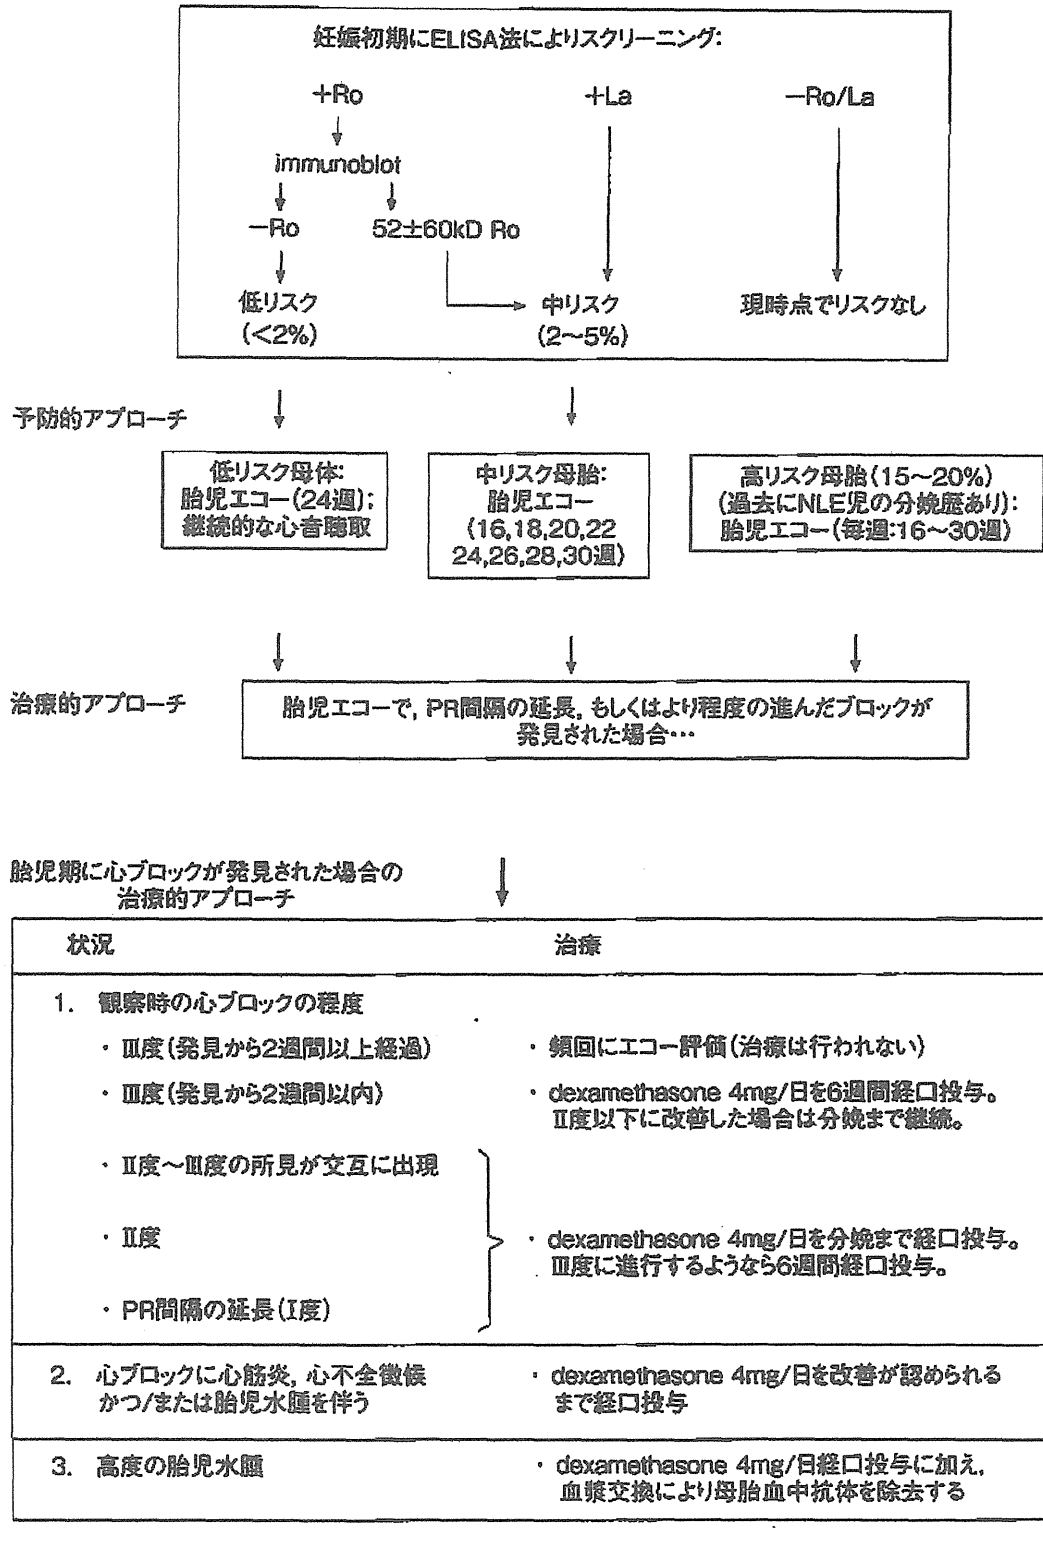 妊娠初期にELISA法によりスクリーニング:
+Ro +La −Ro/La
immunoblot
−Ro 52±60kD Ro
低リスク 中リスク 現時点でリスクなし
(<2%) (2〜5%)
予防的アプローチ
低リスク母体:
胎児エコー(24週);
継続的な心音聴取
中リスク母胎:
胎児エコー
(16,18,20,22
24,26,28,30週)
高リスク母胎(15〜20%)
(過去にNLE児の分娩歴あり):
胎児エコー(毎週:16〜30週)
治療的アプローチ
胎児エコーで, PR間隔の延長, もしくはより程度の進んだブロックが
発見された場合…
胎児期に心ブロックが発見された場合の
治療的アプローチ
状況 治療
1. 観察時の心ブロックの程度
・Ⅲ度(発見から2週間以上経過) ・頻回にエコー評価(治療は行われない)
・Ⅲ度(発見から2週間以内) ・dexamethasone 4mg/日を6週間経口投与。
Ⅱ度以下に改善した場合は分娩まで継続。
・Ⅱ度〜Ⅲ度の所見が交互に出現
・Ⅱ度 ・dexamethasone 4mg/日を分娩まで経口投与。
Ⅲ度に進行するようなら6週間経口投与。
・PR間隔の延長(Ⅰ度)
2. 心ブロックに心筋炎, 心不全徴候 ・dexamethasone 4mg/日を改善が認められる
かつ/または胎児水腫を伴う まで経口投与
3. 高度の胎児水腫 ・dexamethasone 4mg/日経口投与に加え,
血漿交換により母胎血中抗体を除去する